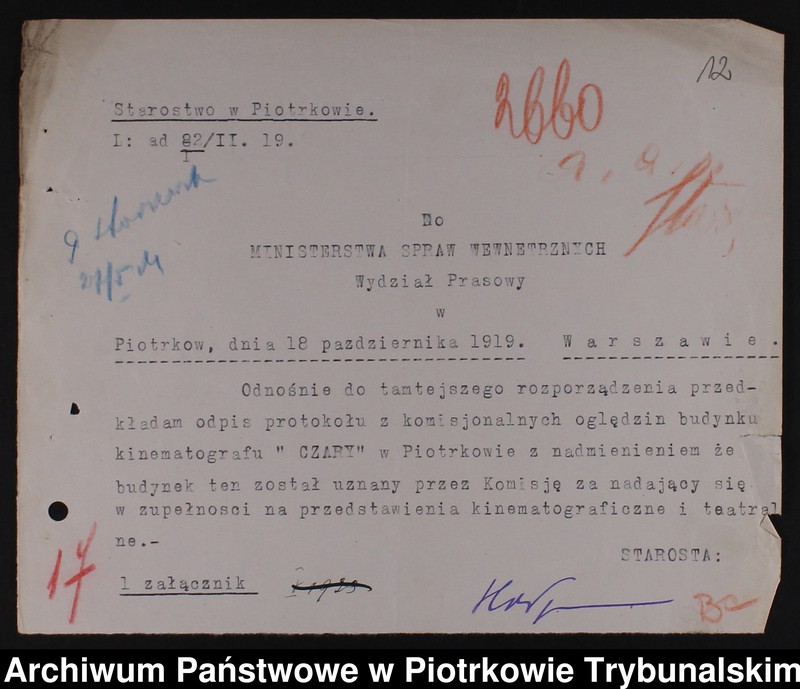 12
Starostwo w Piotrkowie.
2660
L: ad 82/II. 19.
I
Do
MINISTERSTWA SPRAW WEWNETRZNYCH
Wydział Prasowy
w
Piotrkow, dnia 18 pazdziernika 1919. Warszawie.
Odnośnie do tamtejszego rozporządzenia przed-
kładam odpis protokołu z komisjonalnych oględzin budynku
kinematografu " CZARY" w Piotrkowie z nadmienieniem że
budynek ten został uznany przez Komisję za nadający się
w zupełnosci na przedstawienia kinematograficzne i teatral
ne.-
STAROSTA:
17
1 załącznik
Archiwum Państwowe w Piotrkowie Trybunalskim